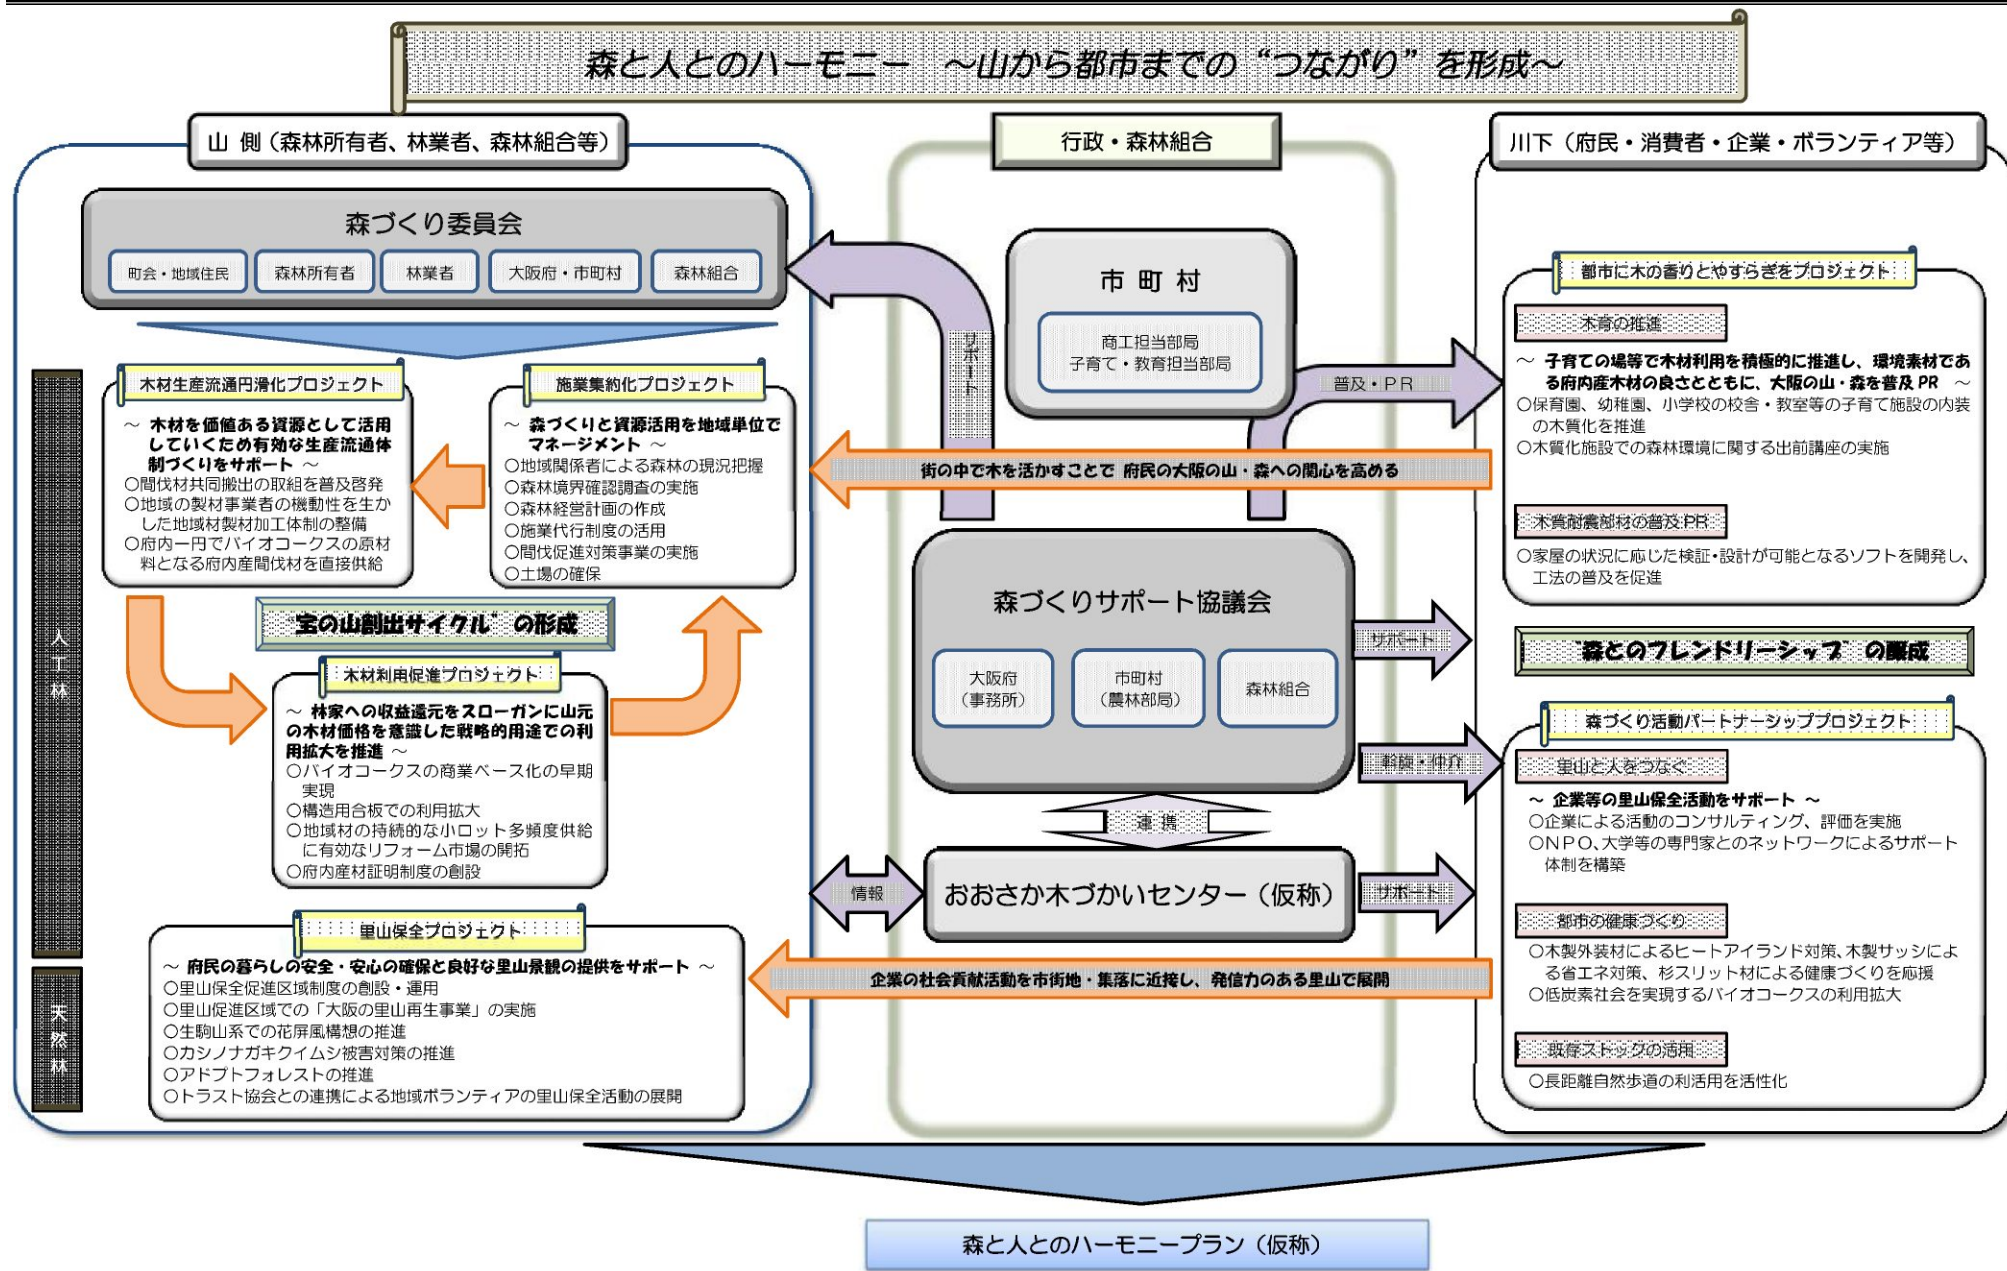 森と人とのハーモニー　～山から都市までの“つながり”を形成～
山 側（森林所有者、林業者、森林組合等）
森づくり委員会
町会・地域住民
森林所有者
林業者
大阪府・市町村
森林組合
人工林
天然林
木材生産流通円滑化プロジェクト
～ 木材を価値ある資源として活用
していくため有効な生産流通体
制づくりをサポート ～
○間伐材共同搬出の取組を普及啓発
○地域の製材事業者の機動性を生か
した地域材製材加工体制の整備
○府内一円でバイオコークスの原材
料となる府内産間伐材を直接供給
施業集約化プロジェクト
～ 森づくりと資源活用を地域単位で
マネージメント ～
○地域関係者による森林の現況把握
○森林境界確認調査の実施
○森林経営計画の作成
○施業代行制度の活用
○間伐促進対策事業の実施
○土場の確保
“宝の山創出サイクル”の形成
木材利用促進プロジェクト
～ 林家への収益還元をスローガンに山元
の木材価格を意識した戦略的用途での利
用拡大を推進 ～
○バイオコークスの商業ベース化の早期
実現
○構造用合板での利用拡大
○地域材の持続的な小ロット多頻度供給
に有効なリフォーム市場の開拓
○府内産材証明制度の創設
里山保全プロジェクト
～ 府民の暮らしの安全・安心の確保と良好な里山景観の提供をサポート ～
○里山保全促進区域制度の創設・運用
○里山促進区域での「大阪の里山再生事業」の実施
○生駒山系での花屏風構想の推進
○カシノナガキクイムシ被害対策の推進
○アドプトフォレストの推進
○トラスト協会との連携による地域ボランティアの里山保全活動の展開
行政・森林組合
市 町 村
商工担当部局
子育て・教育担当部局
サポート
普及・ＰＲ
街の中で木を活かすことで 府民の大阪の山・森への関心を高める
森づくりサポート協議会
大阪府
（事務所）
市町村
（農林部局）
森林組合
サポート
斡旋・仲介
連 携
情報
おおさか木づかいセンター（仮称）
サポート
企業の社会貢献活動を市街地・集落に近接し、発信力のある里山で展開
川下（府民・消費者・企業・ボランティア等）
都市に木の香りとやすらぎをプロジェクト
木育の推進
～ 子育ての場等で木材利用を積極的に推進し、環境素材であ
る府内産木材の良さとともに、大阪の山・森を普及 PR ～
○保育園、幼稚園、小学校の校舎・教室等の子育て施設の内装
の木質化を推進
○木質化施設での森林環境に関する出前講座の実施
木質耐震部材の普及PR
○家屋の状況に応じた検証・設計が可能となるソフトを開発し、
工法の普及を促進
“森とのフレンドリーシップ”の醸成
森づくり活動パートナーシッププロジェクト
里山と人をつなぐ
～ 企業等の里山保全活動をサポート ～
○企業による活動のコンサルティング、評価を実施
○ＮＰＯ、大学等の専門家とのネットワークによるサポート
体制を構築
都市の健康づくり
○木製外装材によるヒートアイランド対策、木製サッシによ
る省エネ対策、杉スリット材による健康づくりを応援
○低炭素社会を実現するバイオコークスの利用拡大
既存ストックの活用
○長距離自然歩道の利活用を活性化
森と人とのハーモニープラン（仮称）